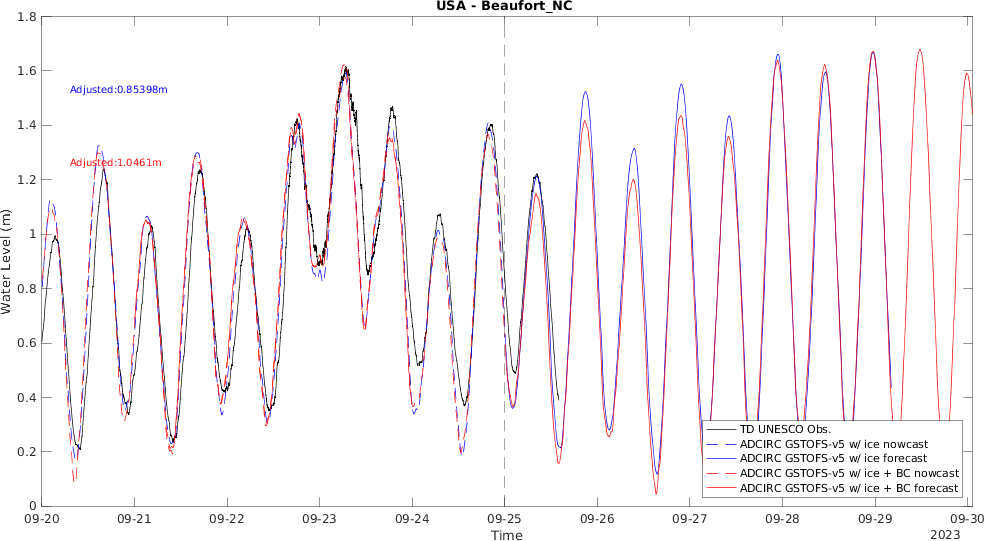 USA - Beaufort_NC
1.8
1.6
Adjusted:0.85398m
1.4
Adjusted:1.0461m
1.2
1
0.8
0.6
0.4
0.2
0
Water Level (m)
TD UNESCO Obs.
ADCIRC GSTOFS-v5 w/ ice nowcast
ADCIRC GSTOFS-v5 w/ ice forecast
ADCIRC GSTOFS-v5 w/ ice + BC nowcast
ADCIRC GSTOFS-v5 w/ ice + BC forecast
09-20 09-21 09-22 09-23 09-24 09-25 09-26 09-27 09-28 09-29 09-30
Time
2023